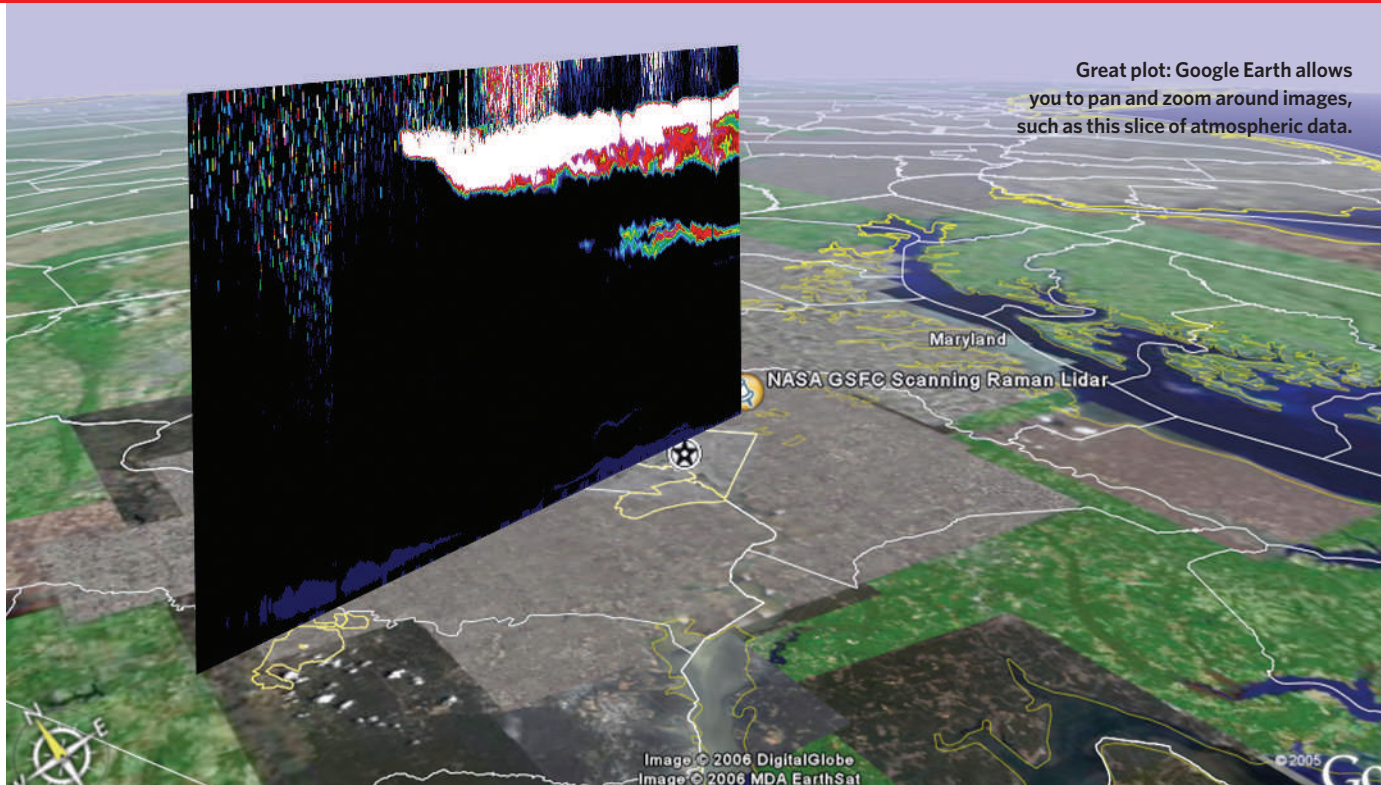 Great plot: Google Earth allows
you to pan and zoom around images,
such as this slice of atmospheric data.
Maryland
NASA GSFC Scanning Raman Lidar
N
E
Image © 2006 DigitalGlobe
Image © 2006 MDA EarthSat
©2005